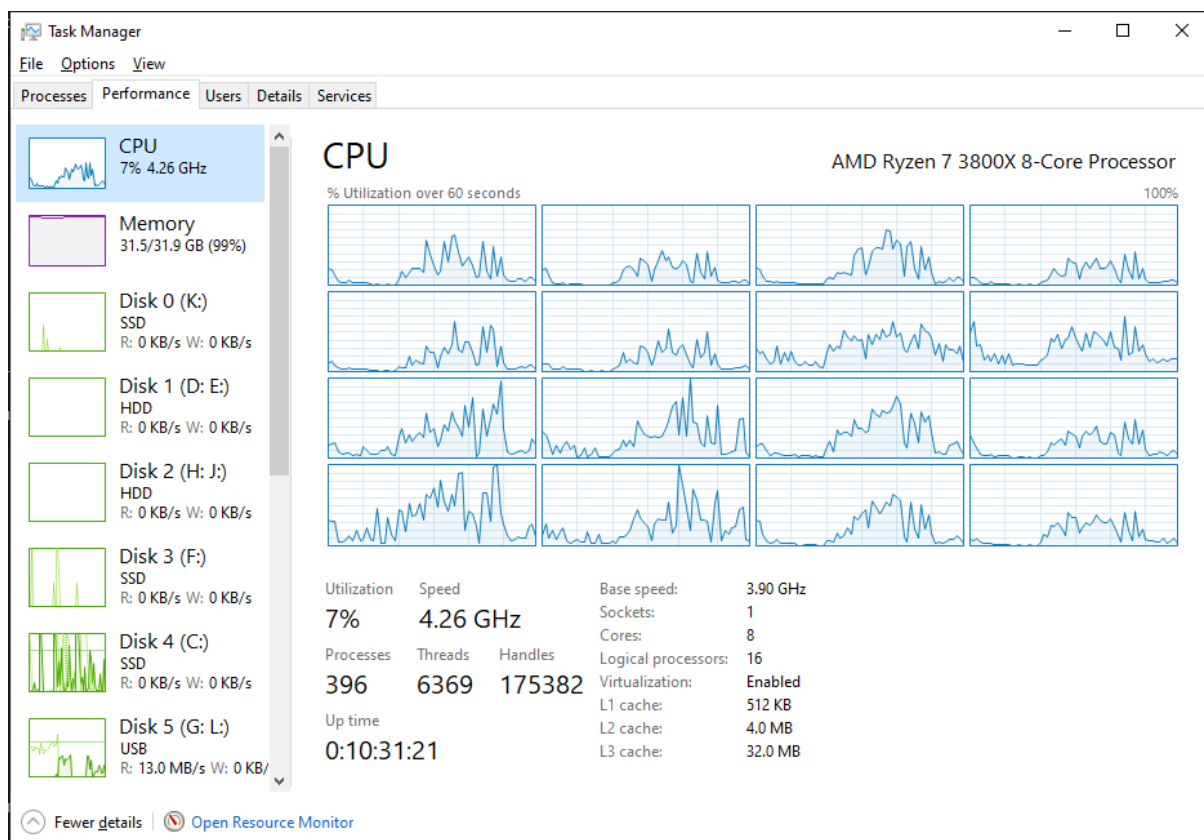 Task Manager
File Options View
Processes Performance Users Details Services
CPU
7% 4.26 GHz
Memory
31.5/31.9 GB (99%)
Disk 0 (K:)
SSD
R: 0 KB/s W: 0 KB/s
Disk 1 (D: E:)
HDD
R: 0 KB/s W: 0 KB/s
Disk 2 (H: J:)
HDD
R: 0 KB/s W: 0 KB/s
Disk 3 (F:)
SSD
R: 0 KB/s W: 0 KB/s
Disk 4 (C:)
SSD
R: 0 KB/s W: 0 KB/s
Disk 5 (G: L:)
USB
R: 13.0 MB/s W: 0 KB/
CPU
AMD Ryzen 7 3800X 8-Core Processor
% Utilization over 60 seconds 100%
Utilization Speed
7% 4.26 GHz
Processes Threads Handles
396 6369 175382
Up time
0:10:31:21
Base speed: 3.90 GHz
Sockets: 1
Cores: 8
Logical processors: 16
Virtualization: Enabled
L1 cache: 512 KB
L2 cache: 4.0 MB
L3 cache: 32.0 MB
Fewer details Open Resource Monitor